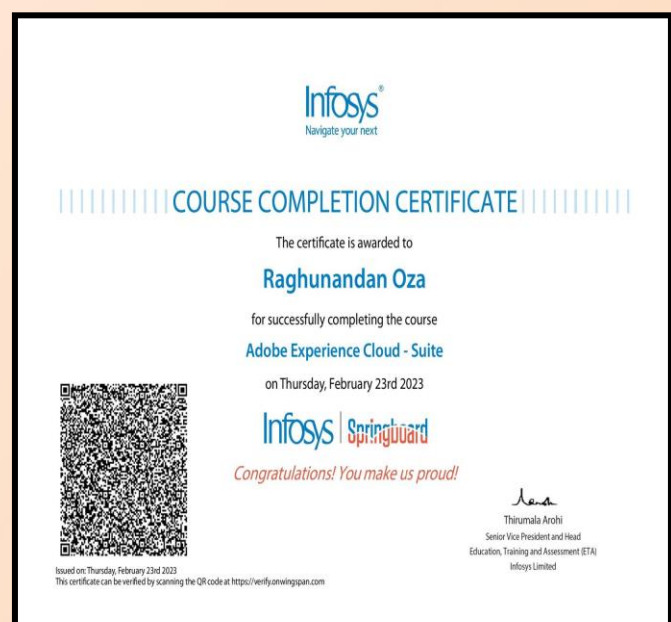 Infosys®
Navigate your next
COURSE COMPLETION CERTIFICATE
The certificate is awarded to
Raghunandan Oza
for successfully completing the course
Adobe Experience Cloud - Suite
on Thursday, February 23rd 2023
Infosys | Springboard
Congratulations! You make us proud!
Thirumala Arohi
Senior Vice President and Head
Education, Training and Assessment (ETA)
Infosys Limited
Issued on: Thursday, February 23rd 2023
This certificate can be verified by scanning the QR code at https://verify.onwingspan.com